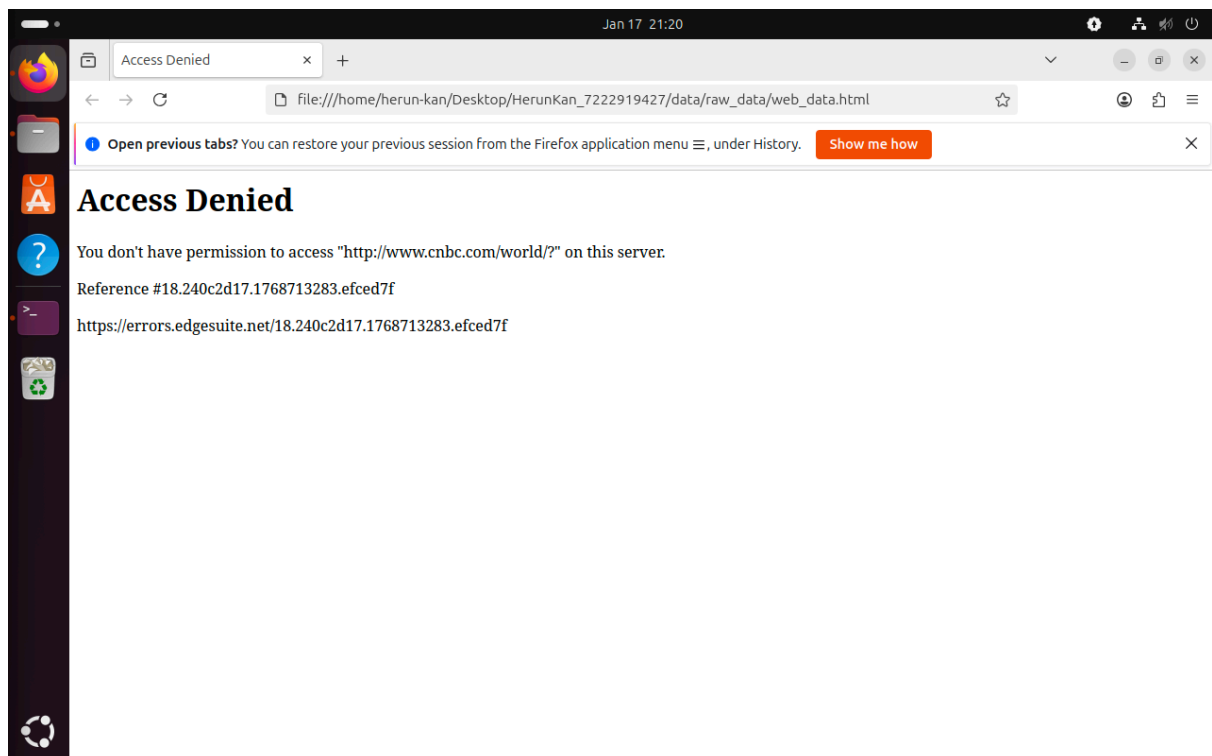 Jan 17 21:20
Access Denied
file:///home/herun-kan/Desktop/HerunKan_7222919427/data/raw_data/web_data.html
Open previous tabs? You can restore your previous session from the Firefox application menu ≡, under History. Show me how
Access Denied
You don't have permission to access "http://www.cnbc.com/world/?" on this server.
Reference #18.240c2d17.1768713283.efced7f
https://errors.edgesuite.net/18.240c2d17.1768713283.efced7f